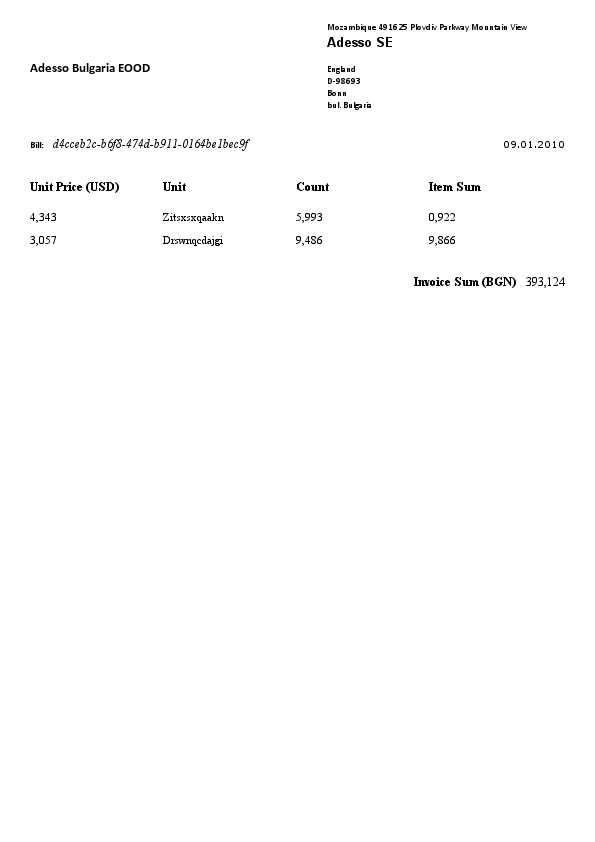 Mozambique 491625 Plovdiv Parkway Mountain View
Adesso SE
Adesso Bulgaria EOOD
England
D-98693
Bonn
bul. Bulgaria
Bill: d4cceb2c-b6f8-474d-b911-0164be1bec9f 09.01.2010
Unit Price (USD) Unit Count Item Sum
4,343 Zitsxsxqaakn 5,993 0,922
3,057 Drswnqcdajgi 9,486 9,866
Invoice Sum (BGN) 393,124